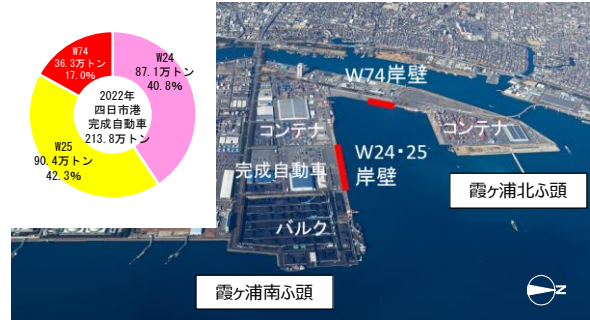 W74
36.3万トン
17.0%
W24
87.1万トン
40.8%
2022年
四日市港
完成自動車
213.8万トン
W25
90.4万トン
42.3%
W74岸壁
コンテナ
コンテナ
W24・25
岸壁
完成自動車
バルク
霞ヶ浦北ふ頭
霞ヶ浦南ふ頭
N